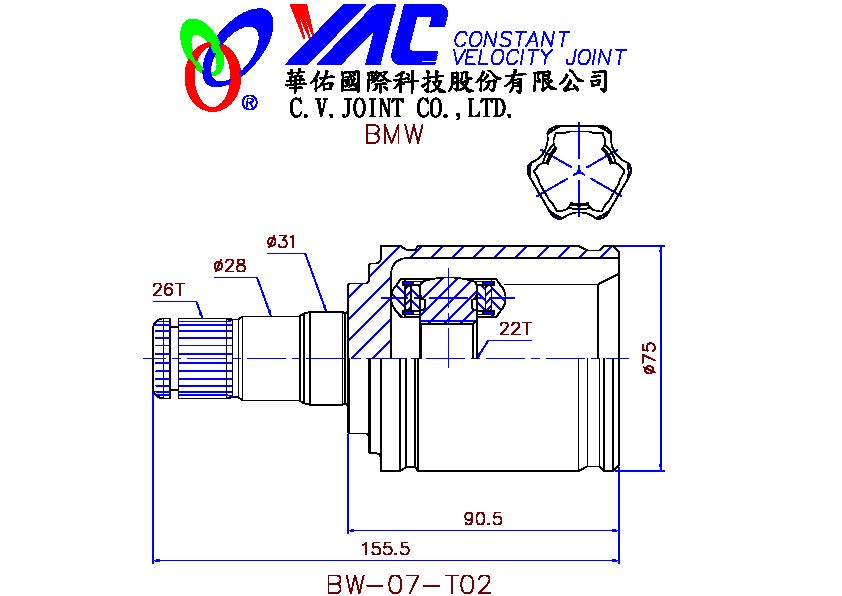 YAC CONSTANT
VELOCITY JOINT
®
華佑國際科技股份有限公司
C.V.JOINT CO.,LTD.
BMW
ø31
ø28
26T
22T
ø75
90.5
155.5
BW-07-T02